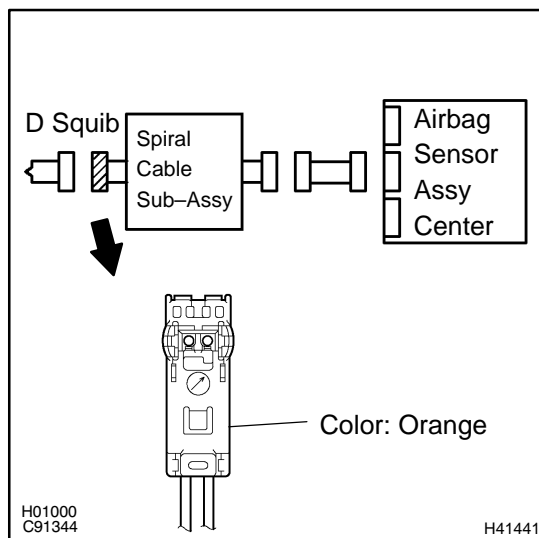 D Squib
Spiral
Cable
Sub–Assy
Airbag
Sensor
Assy
Center
Color: Orange
H01000
C91344
H41441